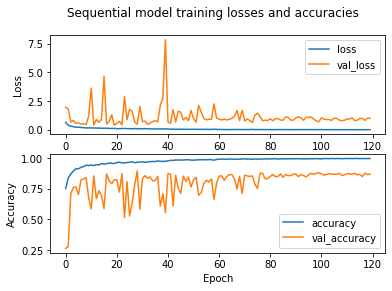 Sequential model training losses and accuracies
7.5
5.0
2.5
0.0
Loss
loss
val_loss
0 20 40 60 80 100 120
1.00
0.75
0.50
0.25
Accuracy
accuracy
val_accuracy
0 20 40 60 80 100 120
Epoch